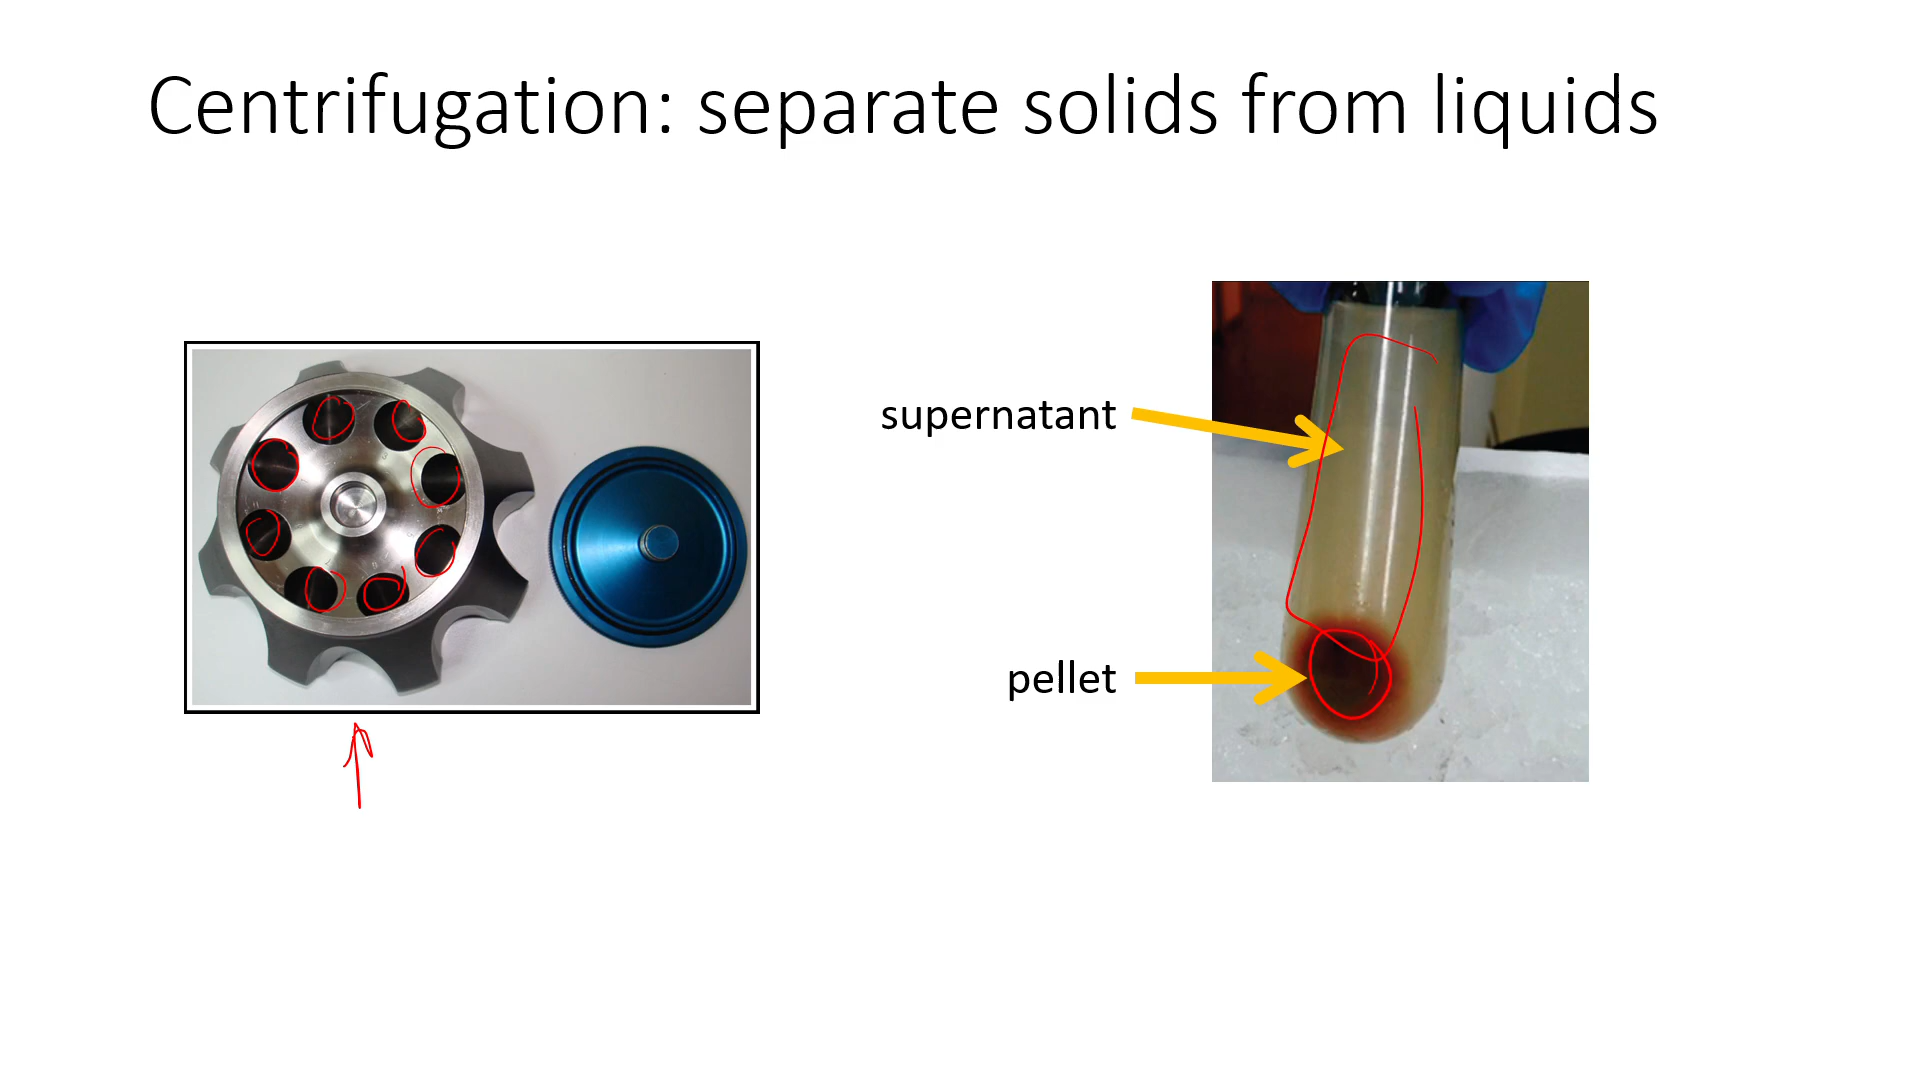 Centrifugation: separate solids from liquids
supernatant
pellet